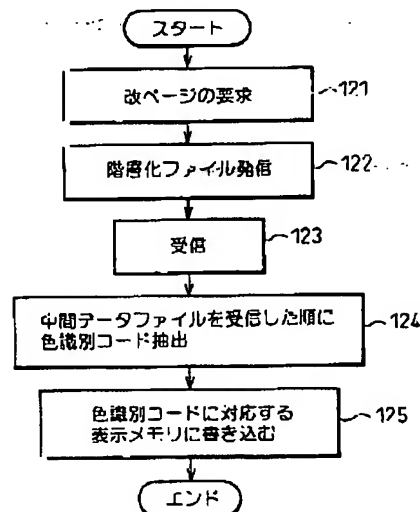 スタート
改ページの要求
121
階層化ファイル発信
122
受信
123
中間データファイルを受信した順に
色識別コード抽出
124
色識別コードに対応する
表示メモリに書き込む
125
エンド